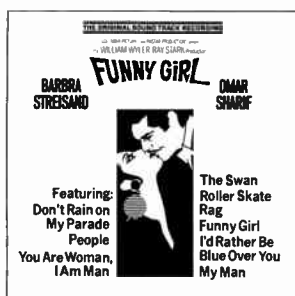 THE ORIGINAL SOUND TRACK RECORDING
WILLIAM WYLER-RAY STARK Production
FUNNY GIRL
BARBRA
STREISAND
OMAR
SHARIF
Featuring:
Don't Rain on
My Parade
People
You Are Woman,
I Am Man
The Swan
Roller Skate
Rag
Funny Girl
I'd Rather Be
Blue Over You
My Man